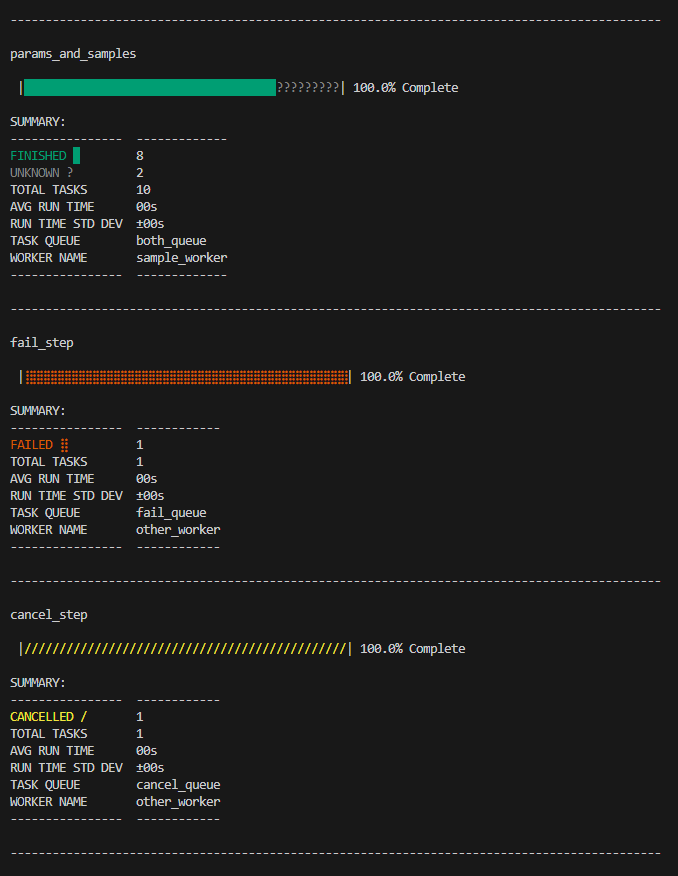 ---------------------------------------------------------------------------------------------
params_and_samples
|█████████████████████████████████████?????????| 100.0% Complete
SUMMARY:
----------------  -------------
FINISHED █        8
UNKNOWN ?         2
TOTAL TASKS       10
AVG RUN TIME      00s
RUN TIME STD DEV  ±00s
TASK QUEUE        both_queue
WORKER NAME       sample_worker
----------------  -------------
---------------------------------------------------------------------------------------------
fail_step
|⣿⣿⣿⣿⣿⣿⣿⣿⣿⣿⣿⣿⣿⣿⣿⣿⣿⣿⣿⣿⣿⣿⣿⣿⣿⣿⣿⣿⣿⣿⣿⣿⣿⣿⣿⣿⣿⣿⣿⣿⣿⣿⣿⣿⣿⣿| 100.0% Complete
SUMMARY:
----------------  ------------
FAILED ⣿          1
TOTAL TASKS       1
AVG RUN TIME      00s
RUN TIME STD DEV  ±00s
TASK QUEUE        fail_queue
WORKER NAME       other_worker
----------------  ------------
---------------------------------------------------------------------------------------------
cancel_step
|//////////////////////////////////////////////| 100.0% Complete
SUMMARY:
----------------  ------------
CANCELLED /       1
TOTAL TASKS       1
AVG RUN TIME      00s
RUN TIME STD DEV  ±00s
TASK QUEUE        cancel_queue
WORKER NAME       other_worker
----------------  ------------
---------------------------------------------------------------------------------------------